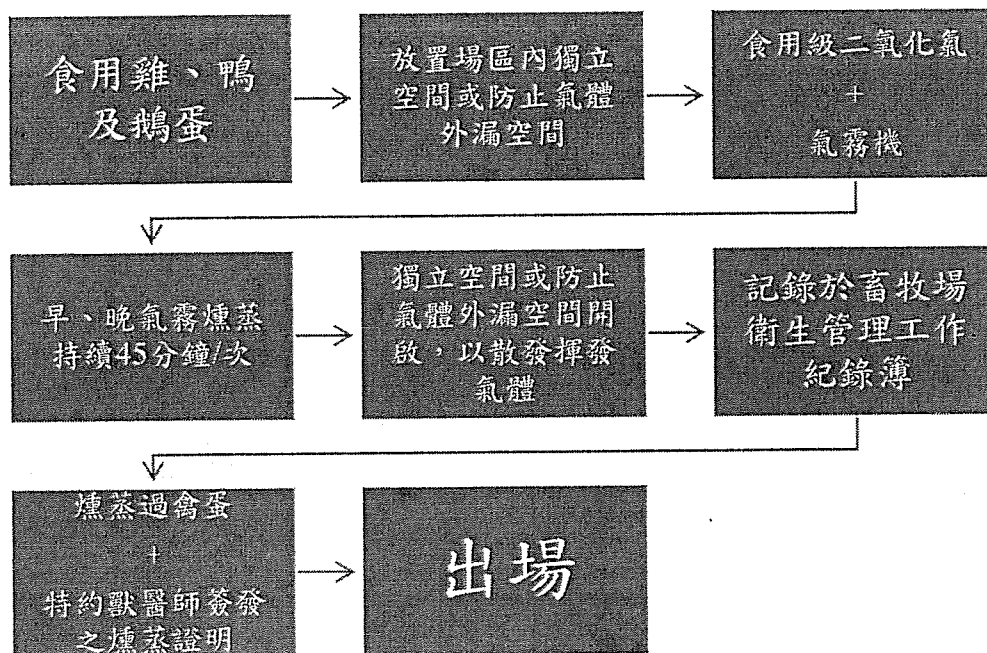 食用雞、鴨
及鵝蛋
放置場區內獨立
空間或防止氣體
外漏空間
食用級二氧化氯
+
氣霧機
早、晚氣霧燻蒸
持續45分鐘/次
獨立空間或防止
氣體外漏空間開
啟，以散發揮發
氣體
記錄於畜牧場
衛生管理工作
紀錄簿
燻蒸過禽蛋
+
特約獸醫師簽發
之燻蒸證明
出場